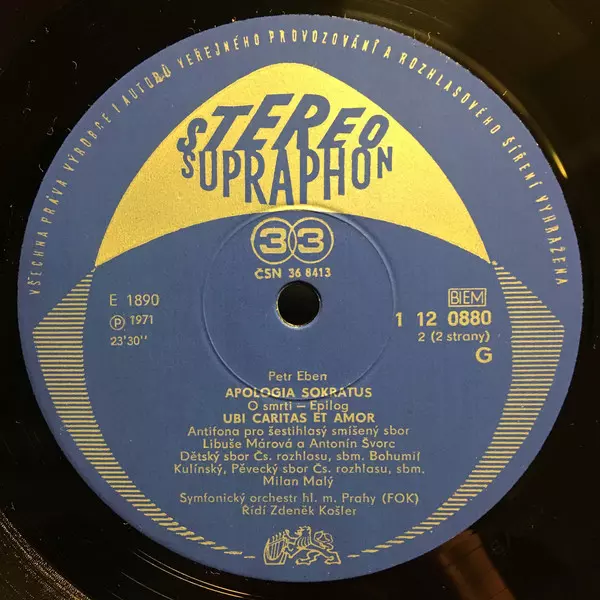 VŠECHNA PRÁVA VÝROBCE I AUTORŮ VEŘEJNÉHO PROVOZOVÁNÍ A ROZHLASOVÉHO ŠÍŘENÍ VYHRAŽENA
STEREO
SUPRAPHON
33
ČSN 36 8413
E 1890
BIEM
℗ 1971
1 12 0880
23'30''
2 (2 strany)
G
Petr Eben
APOLOGIA SOKRATUS
O smrti – Epilog
UBI CARITAS ET AMOR
Antifona pro šestihlasý smíšený sbor
Libuše Márová a Antonín Švorc
Dětský sbor Čs. rozhlasu, sbm. Bohumil
Kulínský, Pěvecký sbor Čs. rozhlasu, sbm.
Milan Malý
Symfonický orchestr hl. m. Prahy (FOK)
Řídí Zdeněk Košler